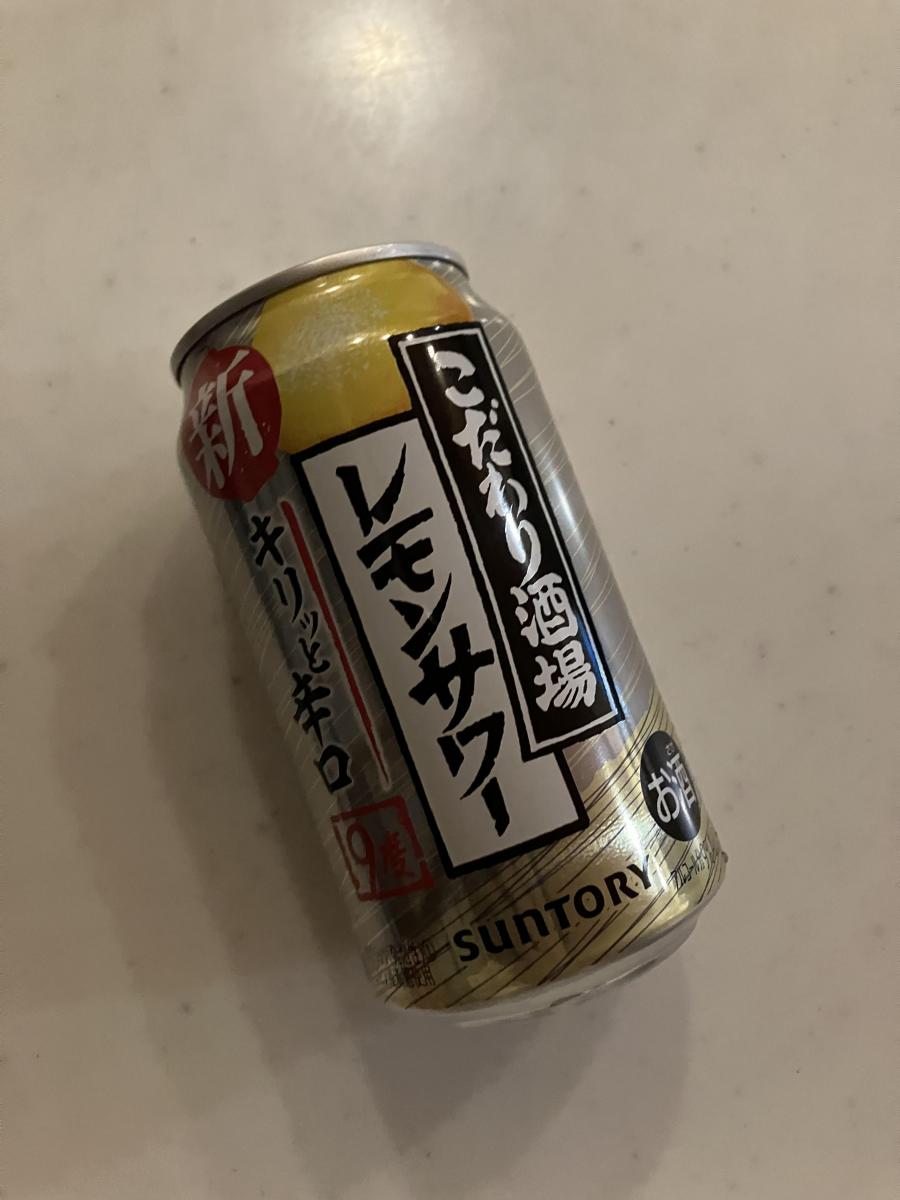 こだわり酒場
レモンサワー
新
キリッと辛口
9度
お酒
SUNTORY